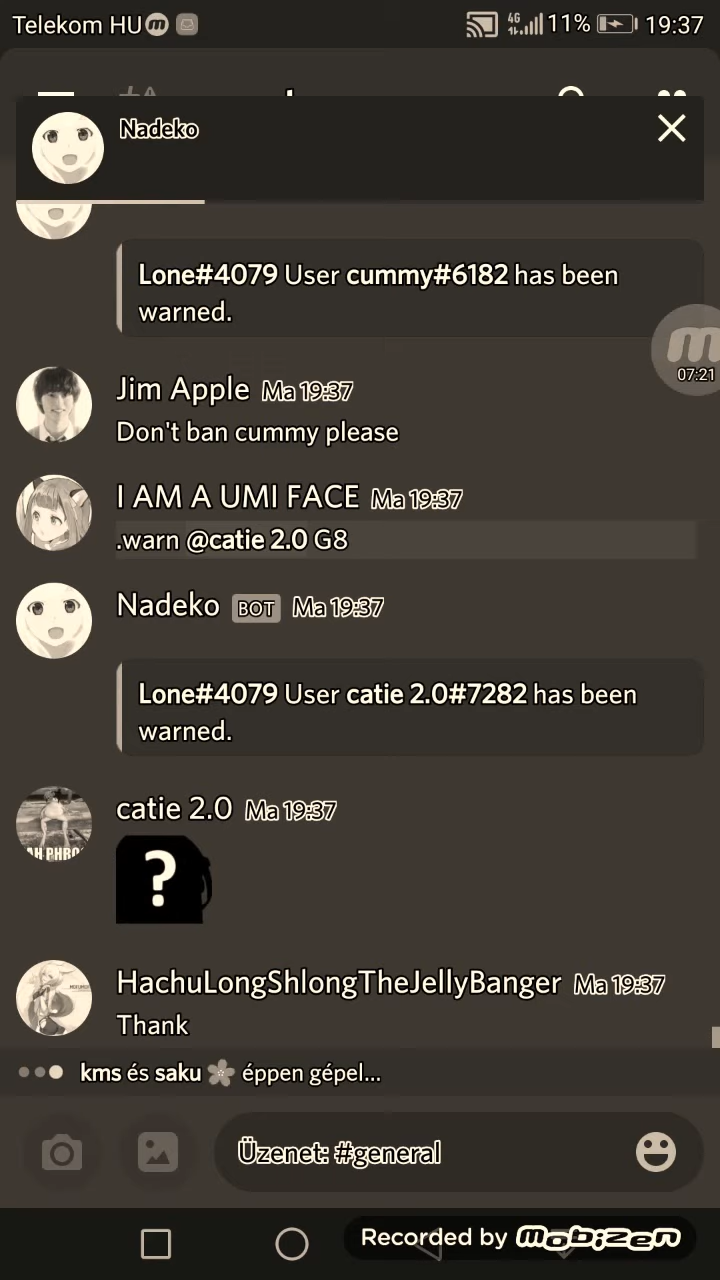 Telekom HU
4G
11%
19:37
Nadeko
Lone#4079 User cummy#6182 has been
warned.
07:21
Jim Apple Ma 19:37
Don't ban cummy please
I AM A UMI FACE Ma 19:37
.warn @catie 2.0 G8
Nadeko BOT Ma 19:37
Lone#4079 User catie 2.0#7282 has been
warned.
catie 2.0 Ma 19:37
?
HachuLongShlongTheJellyBanger Ma 19:37
Thank
kms és saku éppen gépel...
Üzenet: #general
Recorded by mobizen